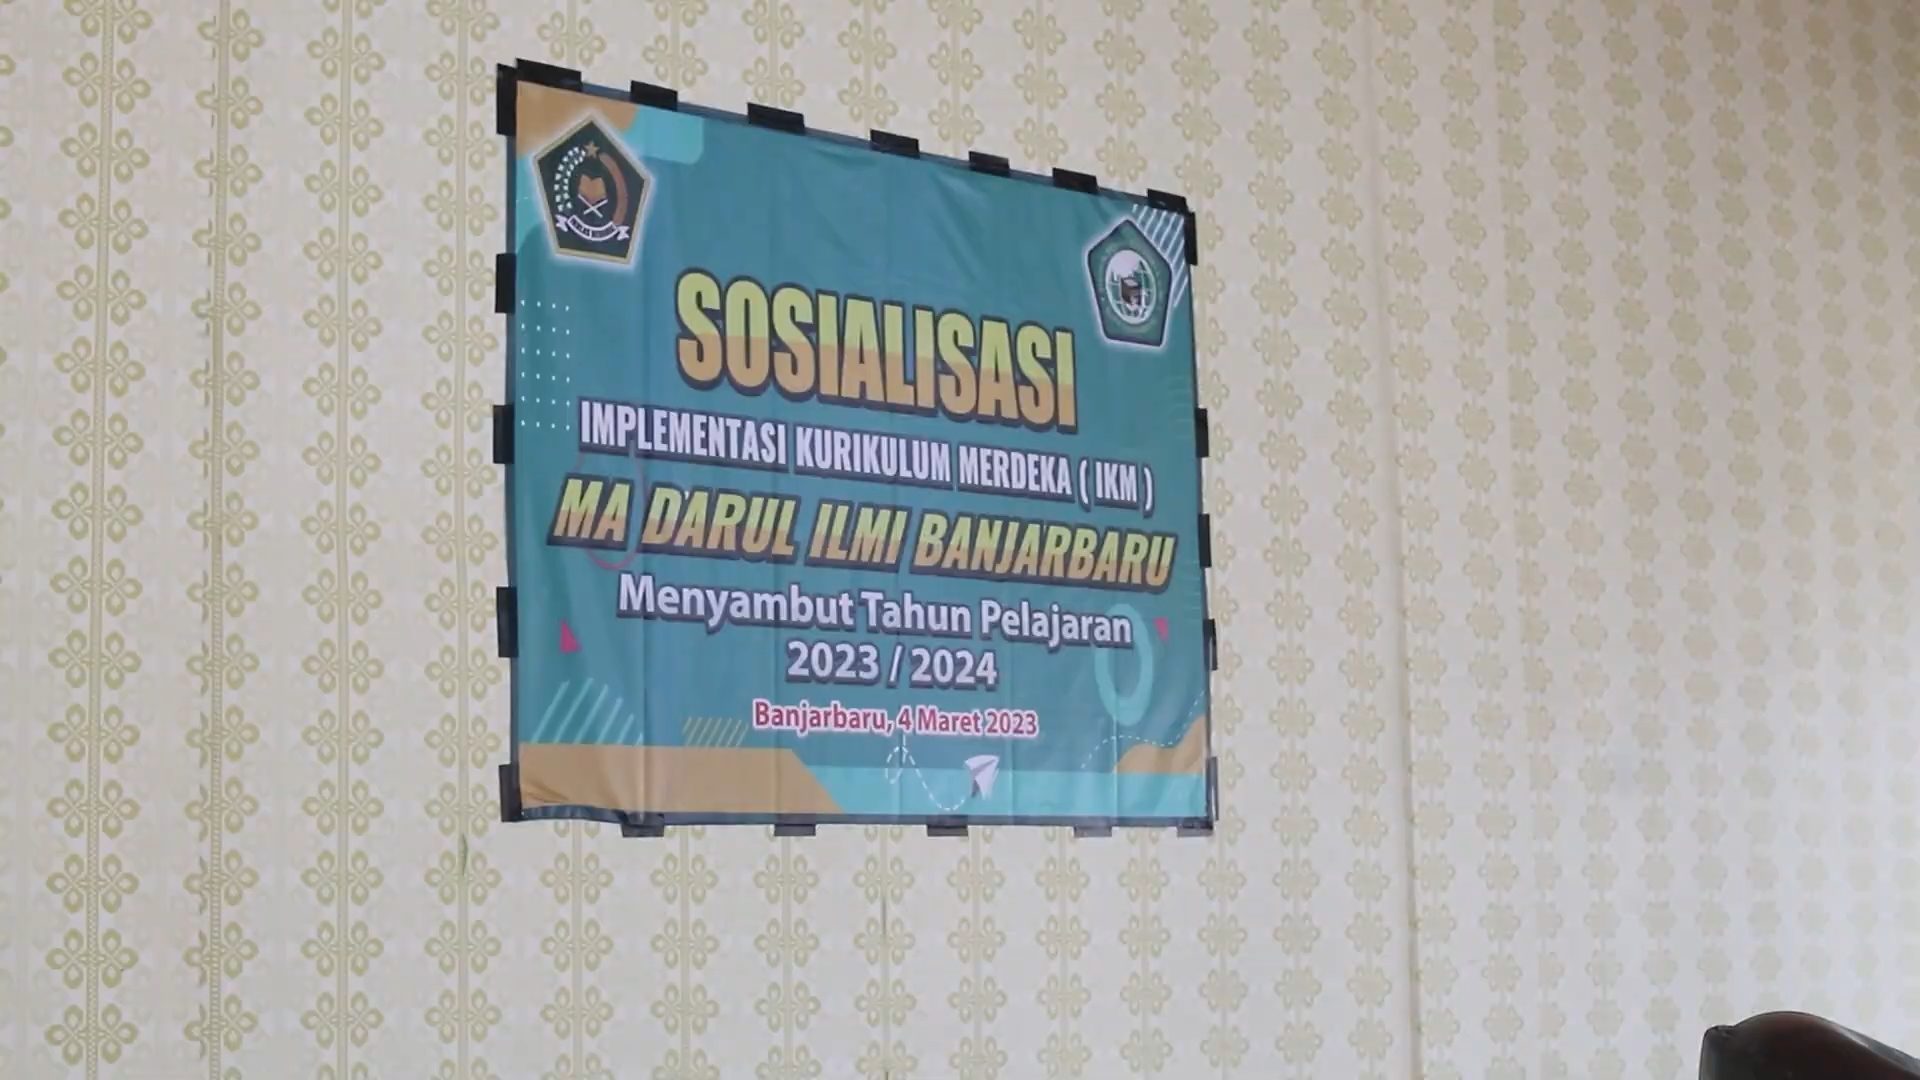 SOSIALISASI
IMPLEMENTASI KURIKULUM MERDEKA ( IKM )
MA DARUL ILMI BANJARBARU
Menyambut Tahun Pelajaran
2023 / 2024
Banjarbaru, 4 Maret 2023